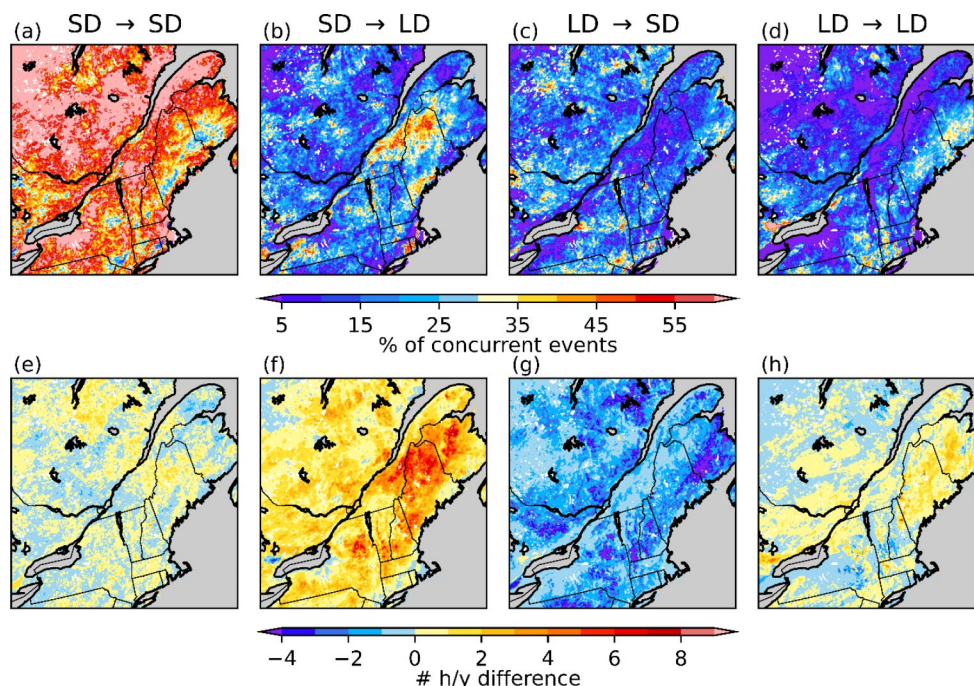 SD → SD SD → LD LD → SD LD → LD
(a) (b) (c) (d)
5 15 25 35 45 55
% of concurrent events
(e) (f) (g) (h)
−4 −2 0 2 4 6 8
# h/y difference